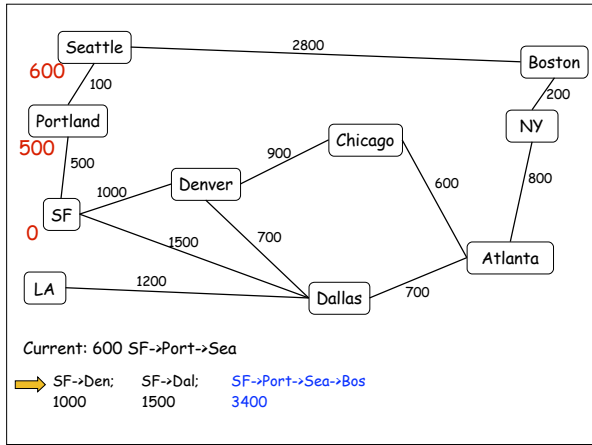 Seattle
2800
Boston
600
100
200
Portland
NY
Chicago
500
900
500
800
Denver
1000
600
SF
0
700
1500
Atlanta
LA
1200
Dallas
700
Current: 600 SF->Port->Sea
SF->Den; SF->Dal; SF->Port->Sea->Bos
1000 1500 3400